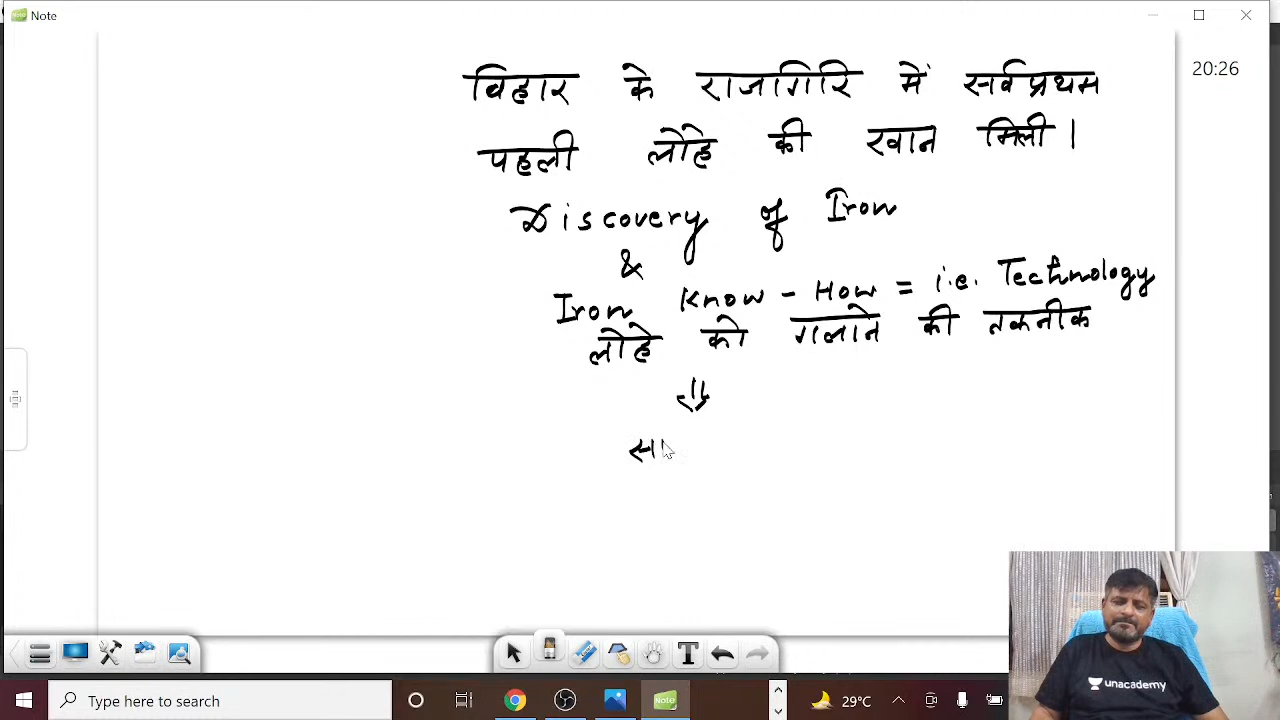 Note
20:26
विहार के राजगिरि में सर्वप्रथम
पहली लोहे की खान मिली।
Discovery of Iron
&
Iron Know - How = i.e. Technology
लोहे को गलाने की तकनीक
⇓
सा
unacademy
Type here to search
29°C